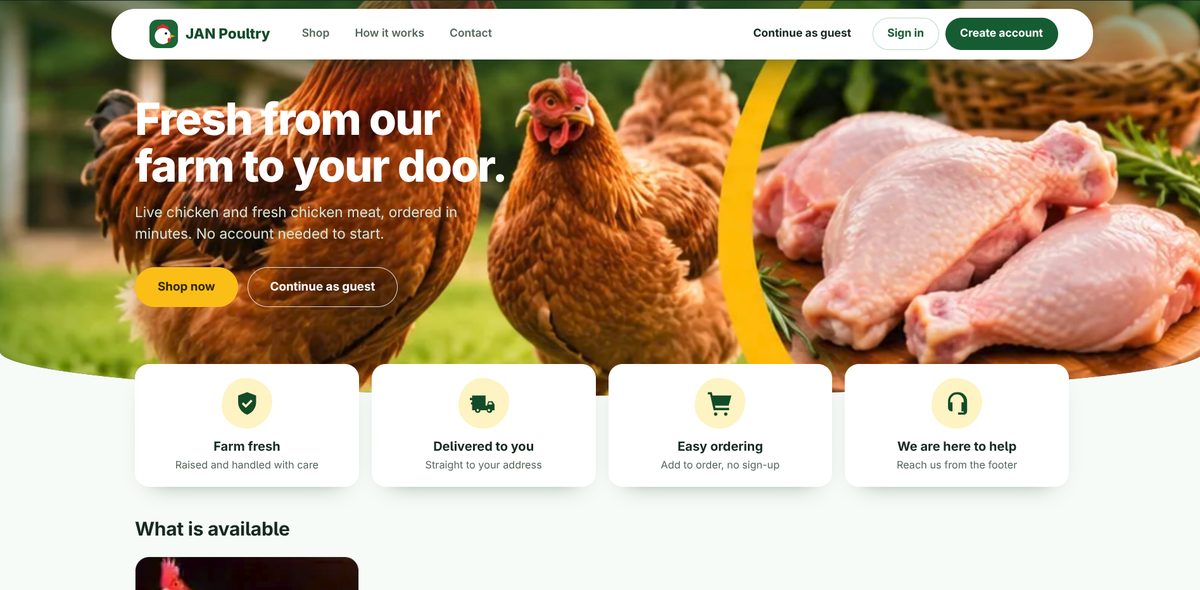 JAN Poultry
Shop
How it works
Contact
Continue as guest
Sign in
Create account
Fresh from our
farm to your door.
Live chicken and fresh chicken meat, ordered in
minutes. No account needed to start.
Shop now
Continue as guest
Farm fresh
Raised and handled with care
Delivered to you
Straight to your address
Easy ordering
Add to order, no sign-up
We are here to help
Reach us from the footer
What is available